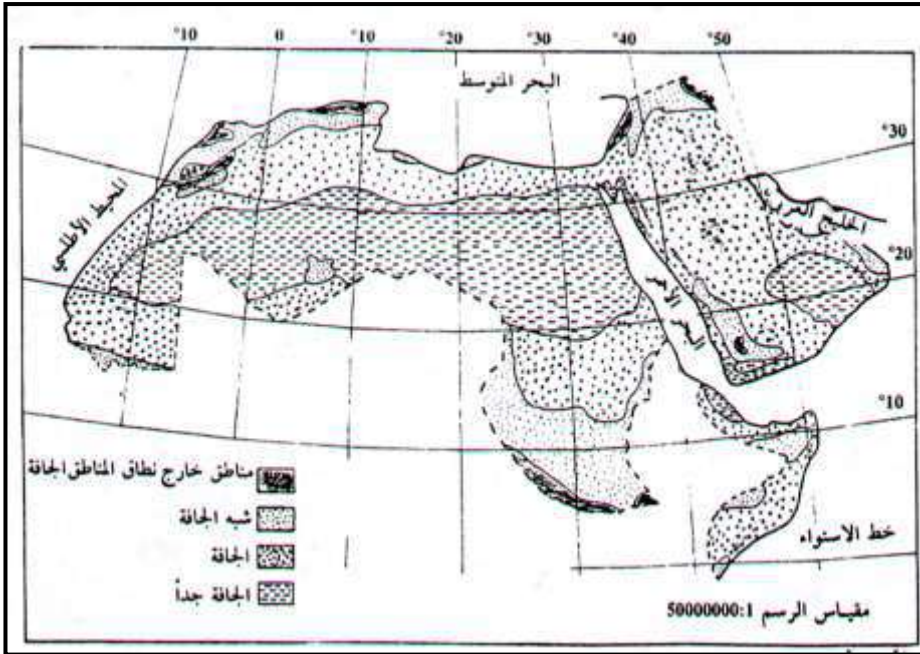 °10 0 °10 °20 °30 °40 °50
البحر المتوسط
°30
المحيط الأطلسي
الخليج العربي
°20
البحر الاحمر
°10
مناطق خارج نطاق المناطق الجافة
شبه الجافة
الجافة
الجافة جداً
خط الاستواء
مقياس الرسم 1:50000000